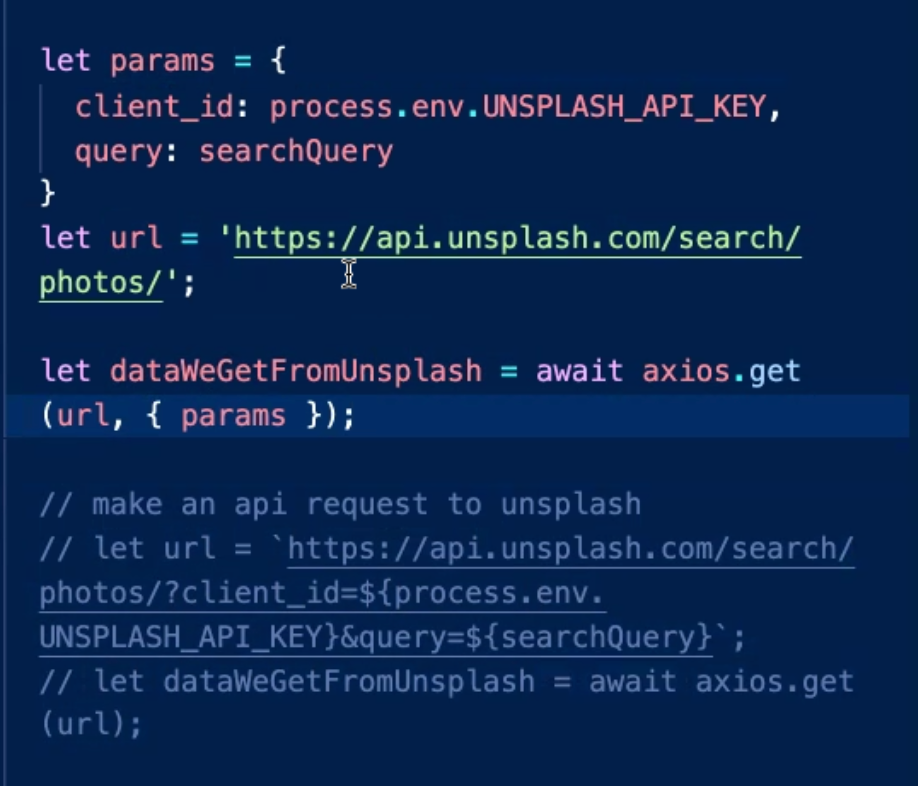 let params = {
client_id: process.env.UNSPLASH_API_KEY,
query: searchQuery
}
let url = 'https://api.unsplash.com/search/
photos/';
let dataWeGetFromUnsplash = await axios.get
(url, { params });
// make an api request to unsplash
// let url = `https://api.unsplash.com/search/
photos/?client_id=${process.env.
UNSPLASH_API_KEY}&query=${searchQuery}`;
// let dataWeGetFromUnsplash = await axios.get
(url);